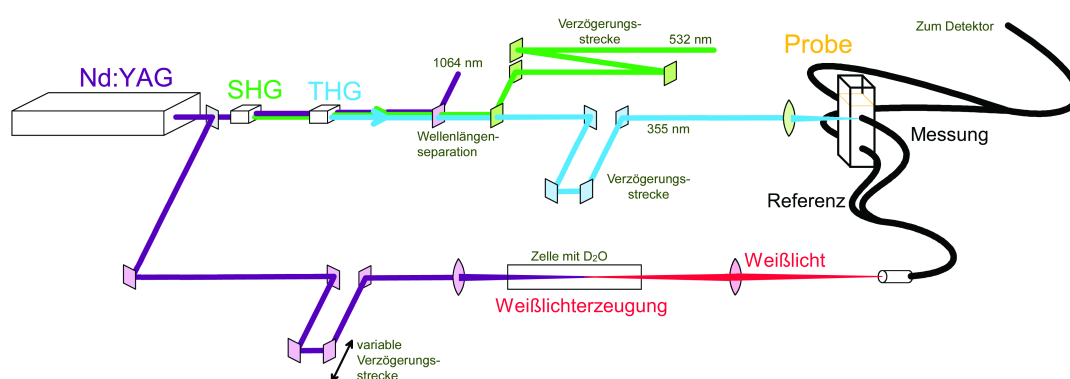 Verzögerungs-
strecke
532 nm
Zum Detektor
1064 nm
Probe
Nd:YAG
SHG
THG
Wellenlängen-
separation
355 nm
Messung
Verzögerungs-
strecke
Referenz
Zelle mit D₂O
Weißlicht
Weißlichterzeugung
variable
Verzögerungs-
strecke